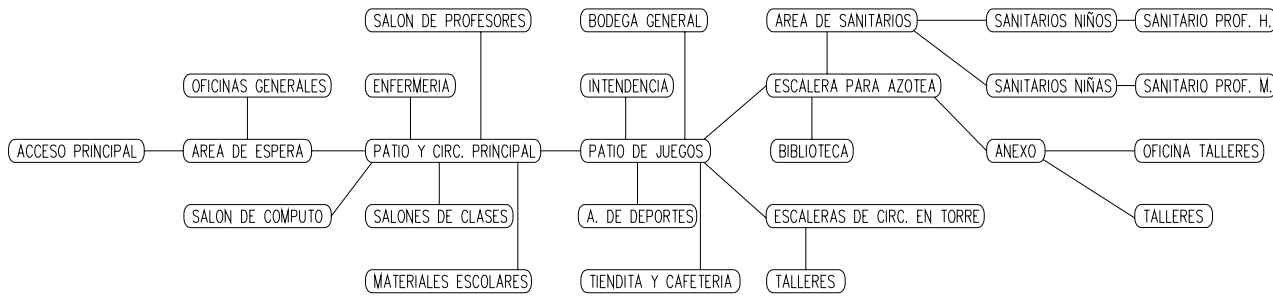 SALON DE PROFESORES
BODEGA GENERAL
AREA DE SANITARIOS
SANITARIOS NIÑOS
SANITARIO PROF. H.
OFICINAS GENERALES
ENFERMERIA
INTENDENCIA
ESCALERA PARA AZOTEA
SANITARIOS NIÑAS
SANITARIO PROF. M.
ACCESO PRINCIPAL
AREA DE ESPERA
PATIO Y CIRC. PRINCIPAL
PATIO DE JUEGOS
BIBLIOTECA
ANEXO
OFICINA TALLERES
SALON DE COMPUTO
SALONES DE CLASES
A. DE DEPORTES
ESCALERAS DE CIRC. EN TORRE
TALLERES
MATERIALES ESCOLARES
TIENDITA Y CAFETERIA
TALLERES